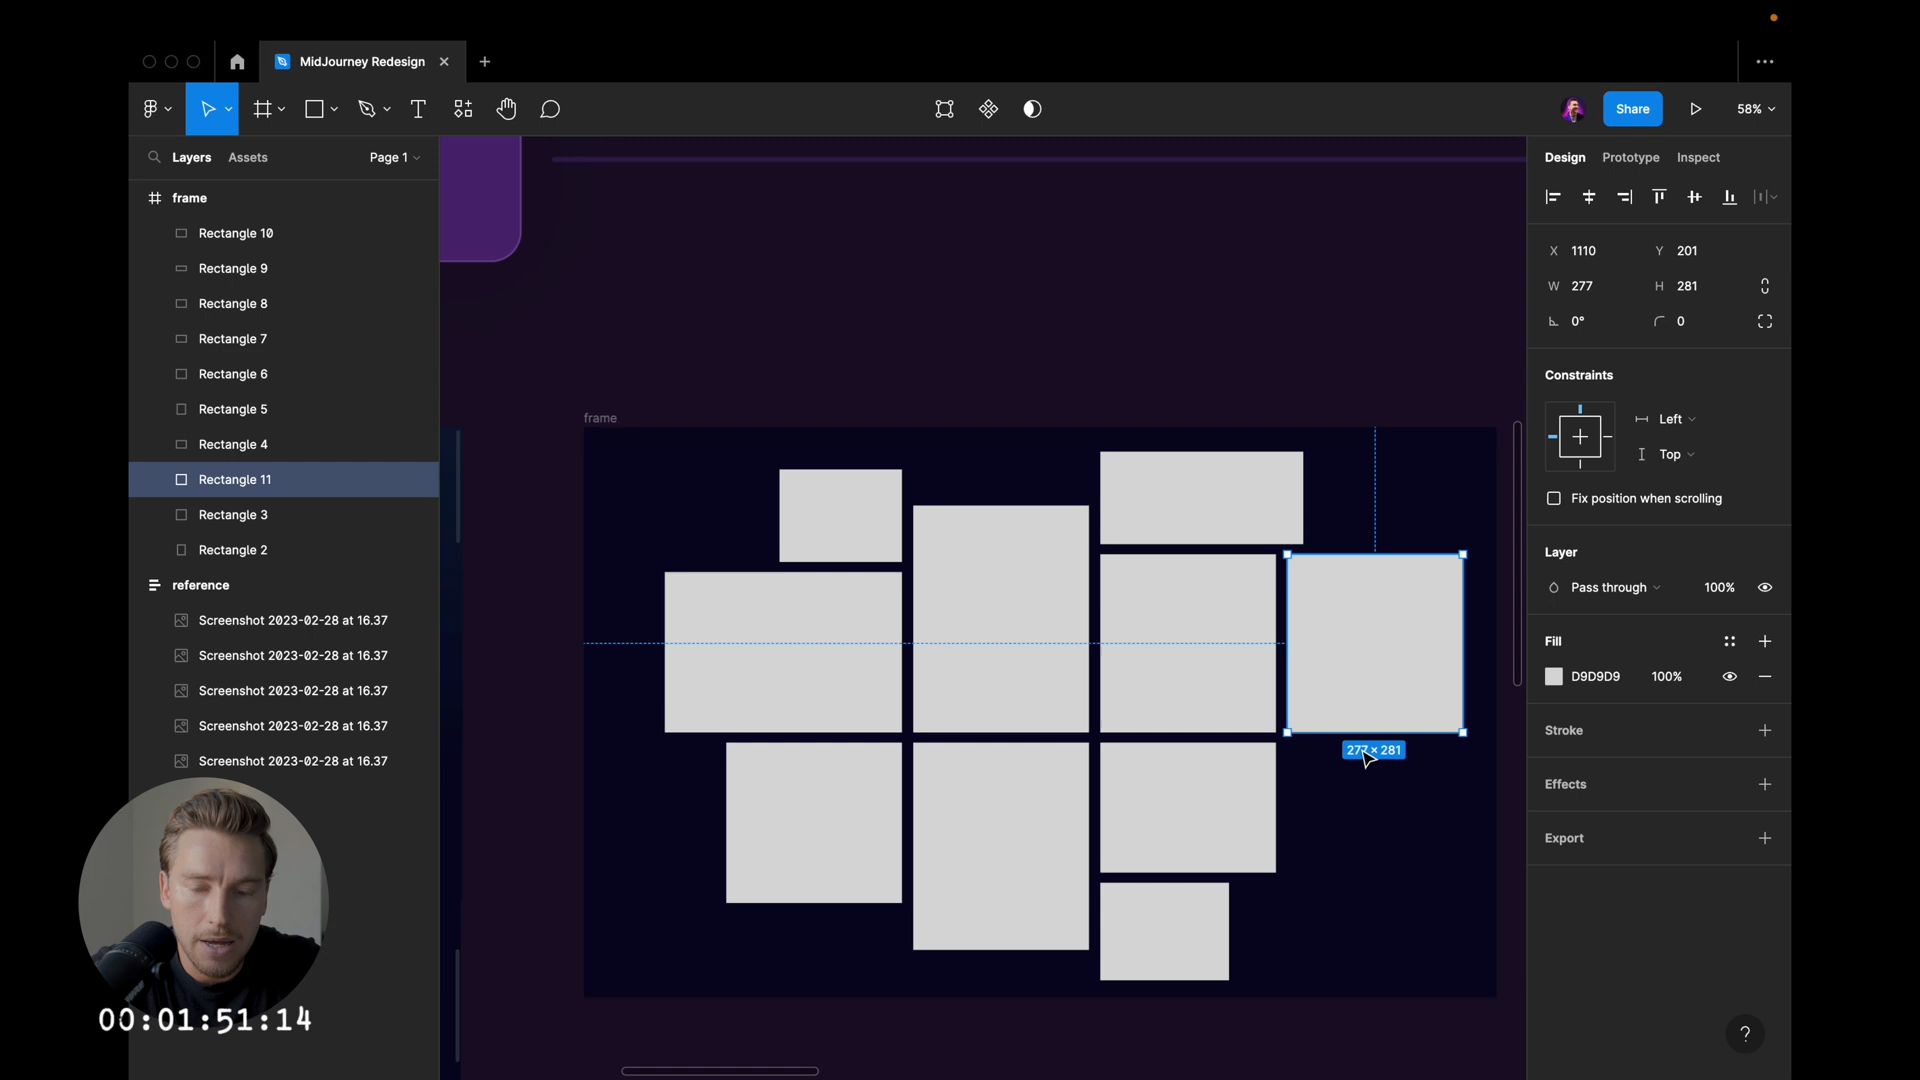 MidJourney Redesign
Share
58%
Layers
Assets
Page 1
frame
Rectangle 10
Rectangle 9
Rectangle 8
Rectangle 7
Rectangle 6
Rectangle 5
Rectangle 4
Rectangle 11
Rectangle 3
Rectangle 2
reference
Screenshot 2023-02-28 at 16.37
Screenshot 2023-02-28 at 16.37
Screenshot 2023-02-28 at 16.37
Screenshot 2023-02-28 at 16.37
Screenshot 2023-02-28 at 16.37
00:01:51:14
frame
277 × 281
Design Prototype Inspect
X 1110 Y 201
W 277 H 281
0° 0
Constraints
Left
Top
Fix position when scrolling
Layer
Pass through 100%
Fill
D9D9D9 100%
Stroke
Effects
Export
?